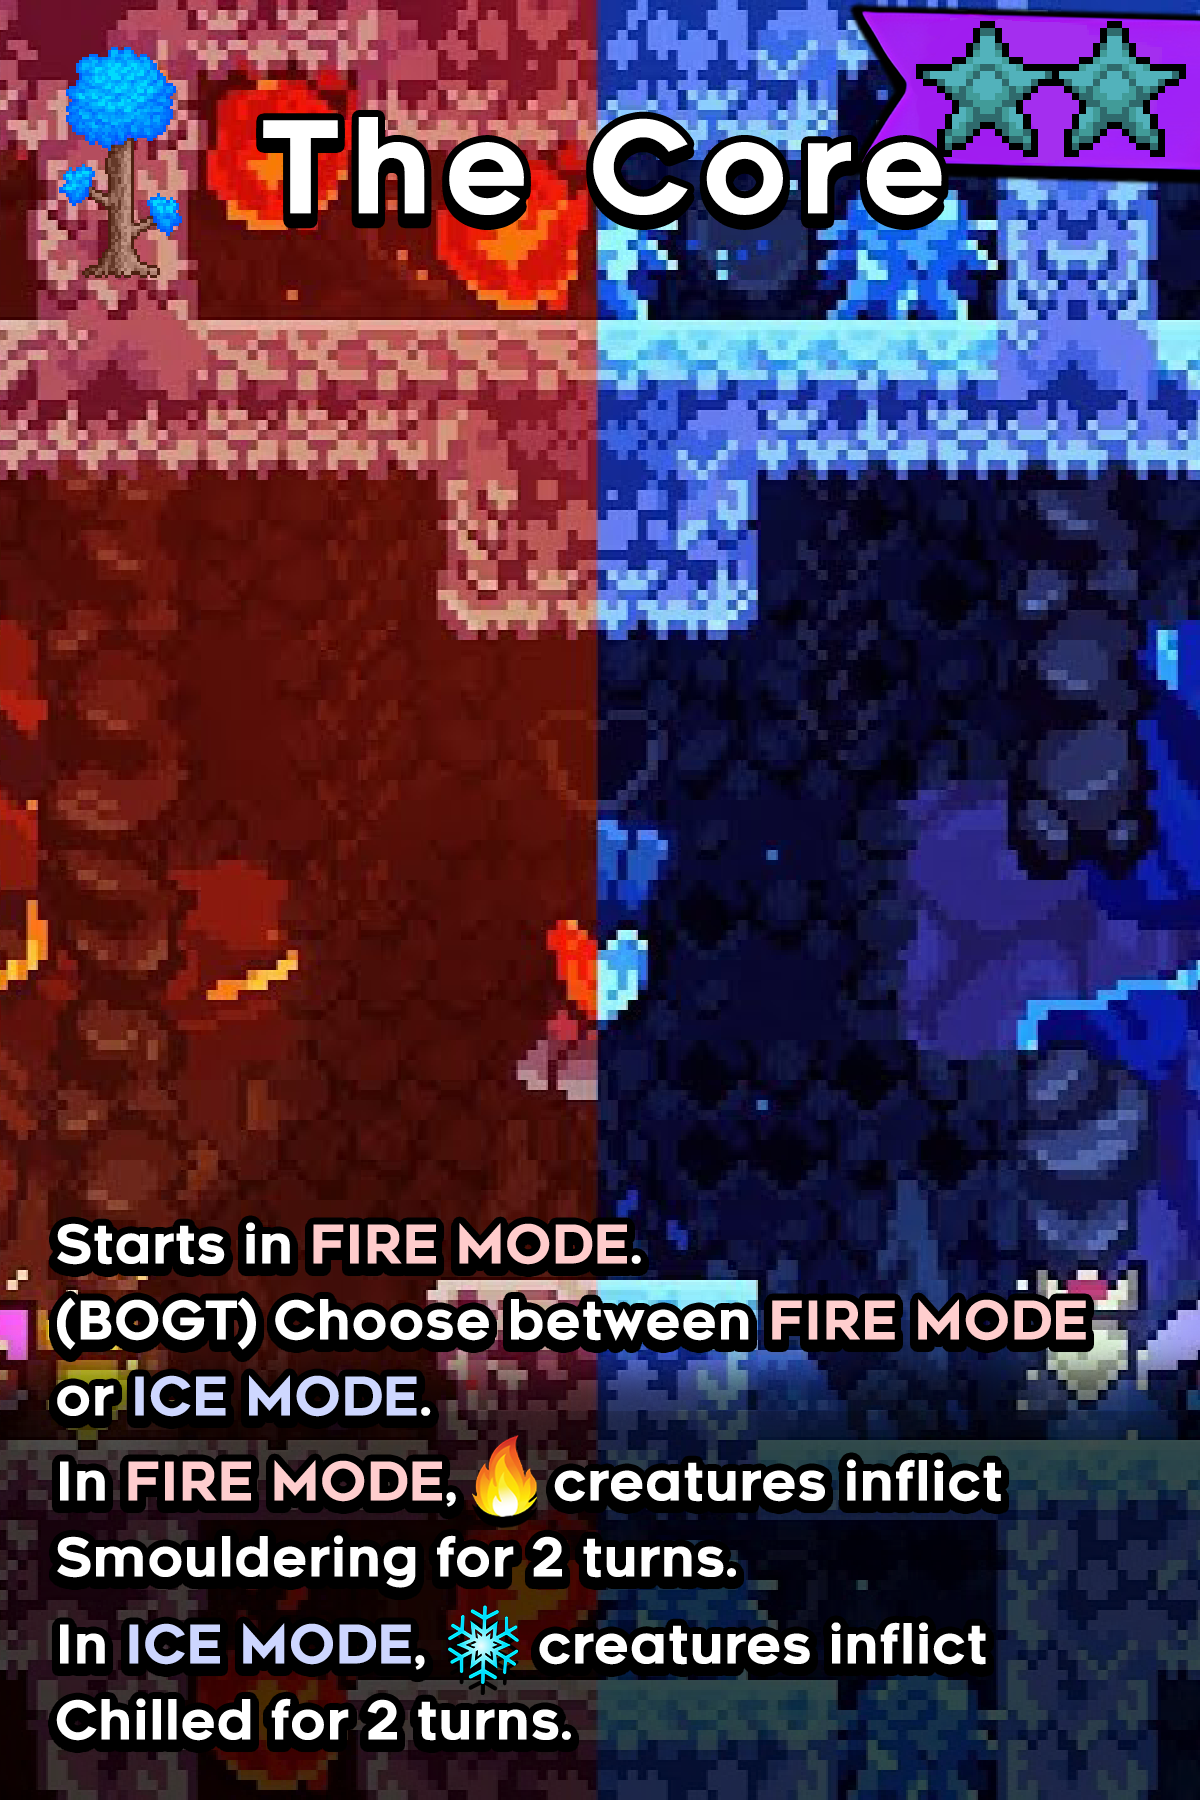 The Core
Starts in FIRE MODE.
(BOGT) Choose between FIRE MODE
or ICE MODE.
In FIRE MODE, 🔥 creatures inflict
Smouldering for 2 turns.
In ICE MODE, ❄ creatures inflict
Chilled for 2 turns.